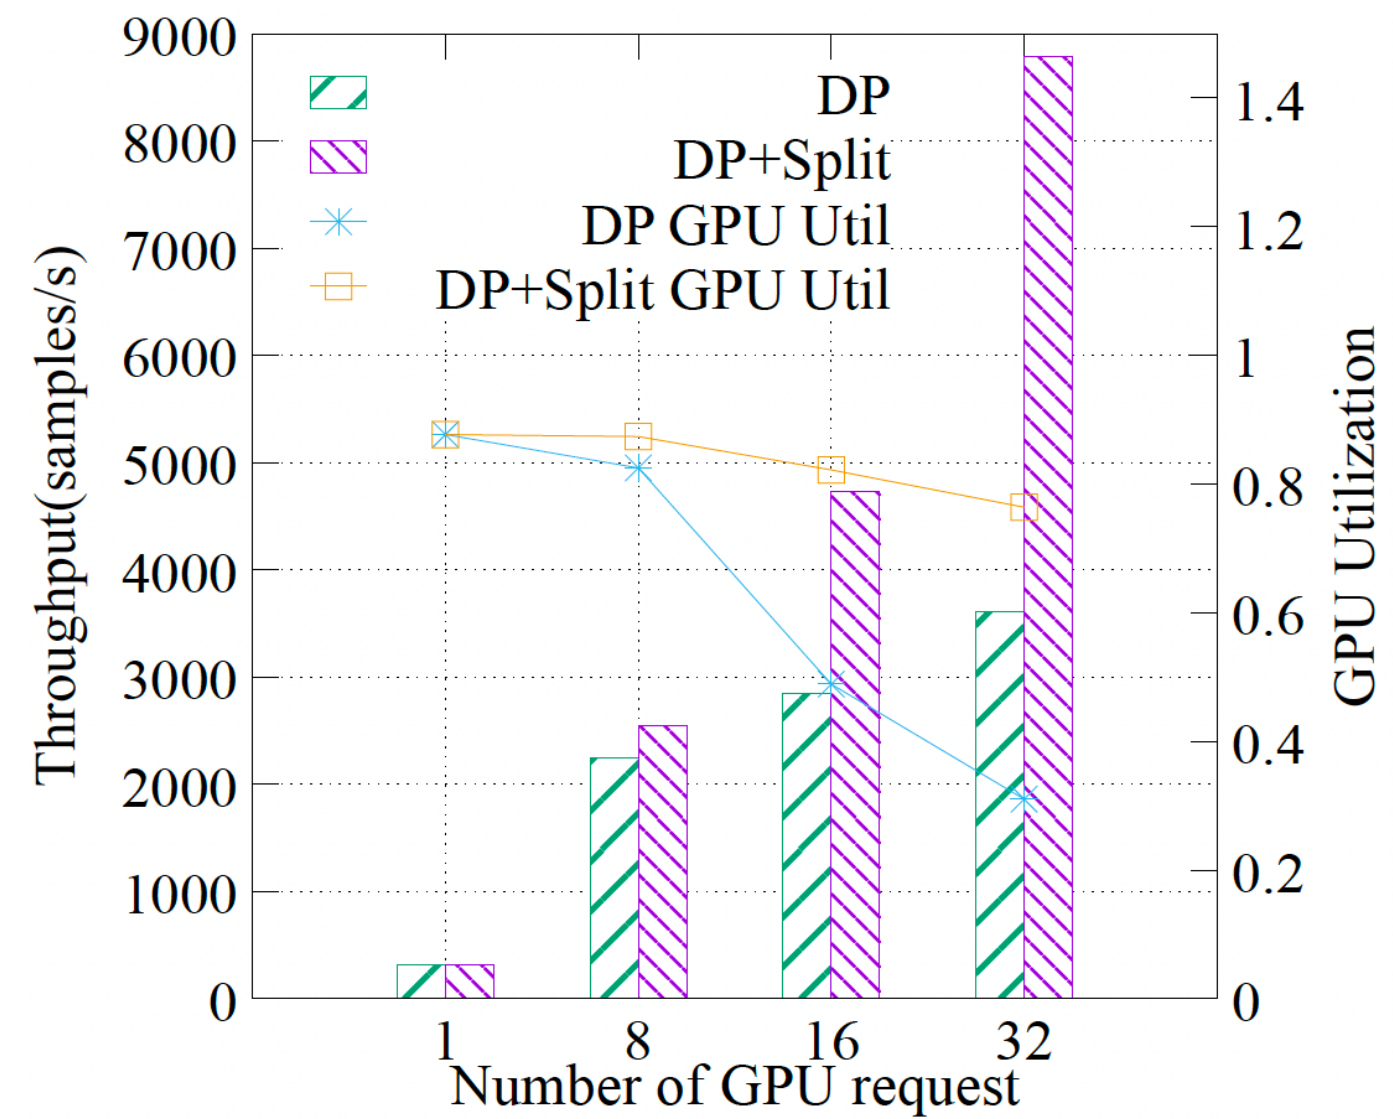 Throughput(samples/s)
9000
8000
7000
6000
5000
4000
3000
2000
1000
0
DP
DP+Split
DP GPU Util
DP+Split GPU Util
1.4
1.2
1
0.8
0.6
0.4
0.2
0
GPU Utilization
1 8 16 32
Number of GPU request